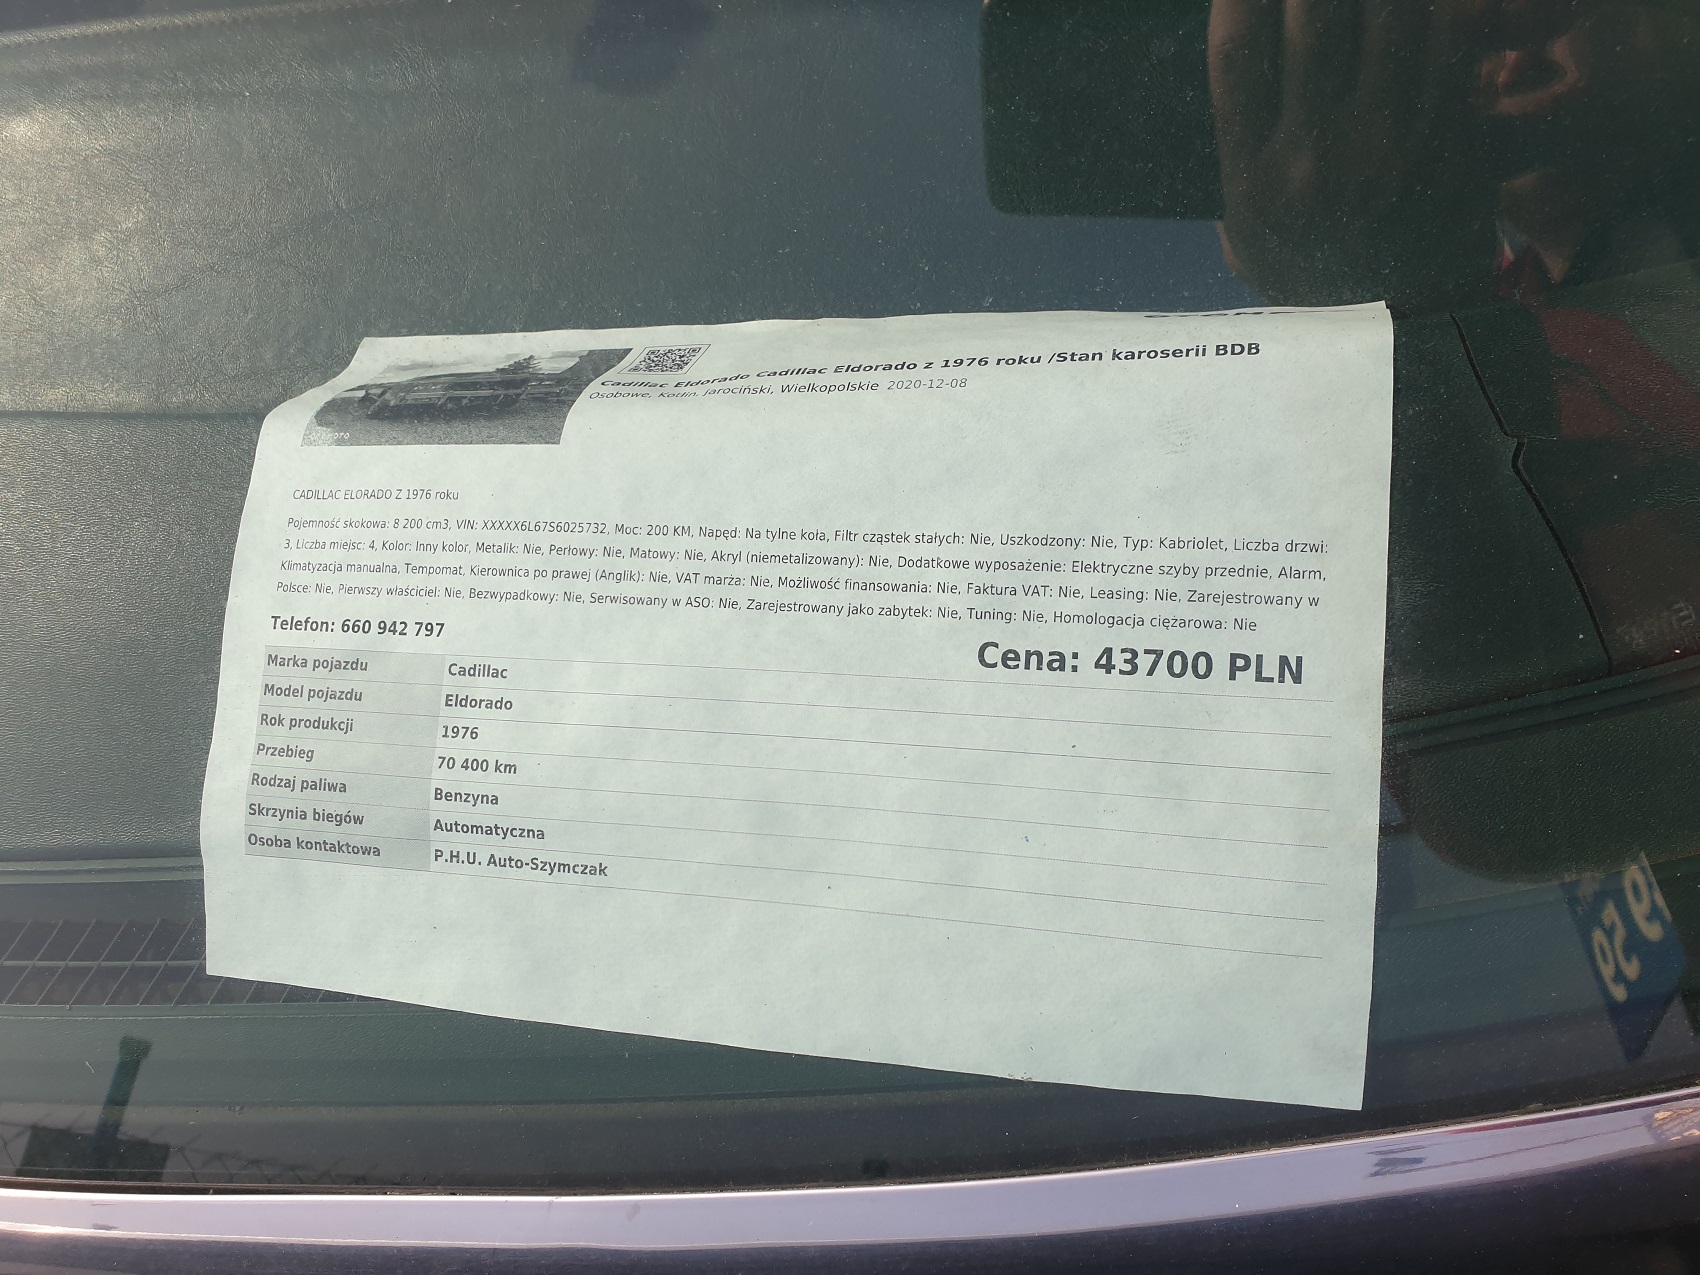 Cadillac Eldorado Cadillac Eldorado z 1976 roku /Stan karoserii BDB
Osobowe, Kotlin, jarociński, Wielkopolskie 2020-12-08
CADILLAC ELORADO Z 1976 roku
Pojemność skokowa: 8 200 cm3, VIN: XXXXX6L67S6025732, Moc: 200 KM, Napęd: Na tylne koła, Filtr cząstek stałych: Nie, Uszkodzony: Nie, Typ: Kabriolet, Liczba drzwi:
3, Liczba miejsc: 4, Kolor: Inny kolor, Metalik: Nie, Perłowy: Nie, Matowy: Nie, Akryl (niemetalizowany): Nie, Dodatkowe wyposażenie: Elektryczne szyby przednie, Alarm,
Klimatyzacja manualna, Tempomat, Kierownica po prawej (Anglik): Nie, VAT marża: Nie, Możliwość finansowania: Nie, Faktura VAT: Nie, Leasing: Nie, Zarejestrowany w
Polsce: Nie, Pierwszy właściciel: Nie, Bezwypadkowy: Nie, Serwisowany w ASO: Nie, Zarejestrowany jako zabytek: Nie, Tuning: Nie, Homologacja ciężarowa: Nie
Telefon: 660 942 797
Cena: 43700 PLN
Marka pojazdu Cadillac
Model pojazdu Eldorado
Rok produkcji 1976
Przebieg 70 400 km
Rodzaj paliwa Benzyna
Skrzynia biegów Automatyczna
Osoba kontaktowa P.H.U. Auto-Szymczak